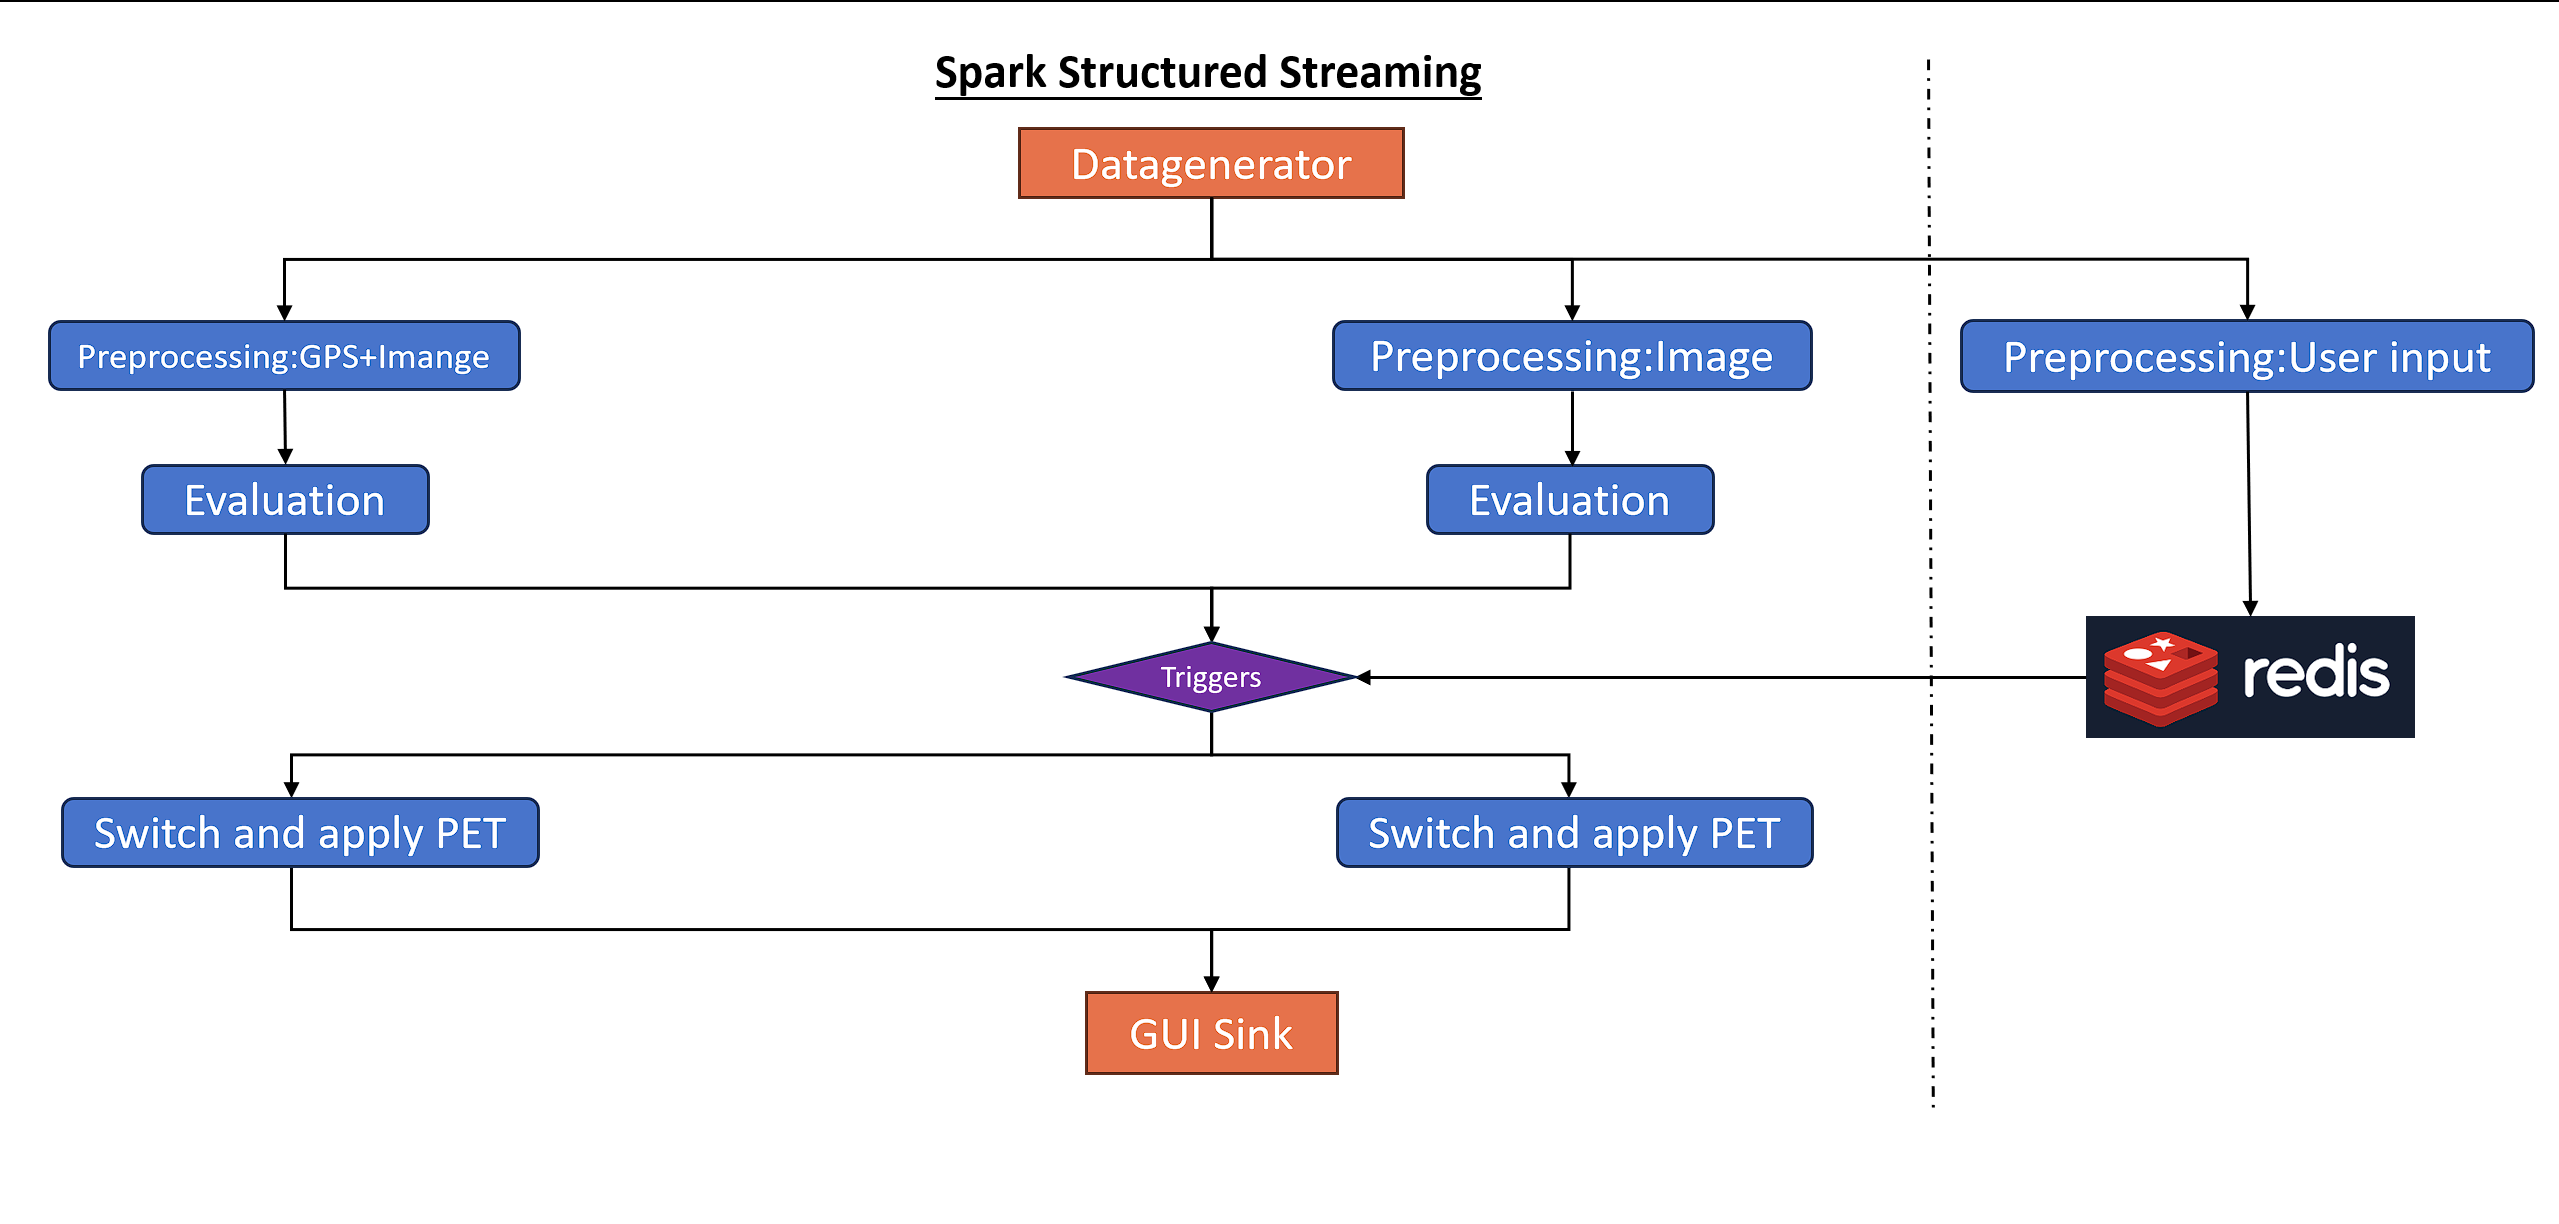 Spark Structured Streaming
Datagenerator
Preprocessing:GPS+Imange
Preprocessing:Image
Preprocessing:User input
Evaluation
Evaluation
Triggers
redis
Switch and apply PET
Switch and apply PET
GUI Sink